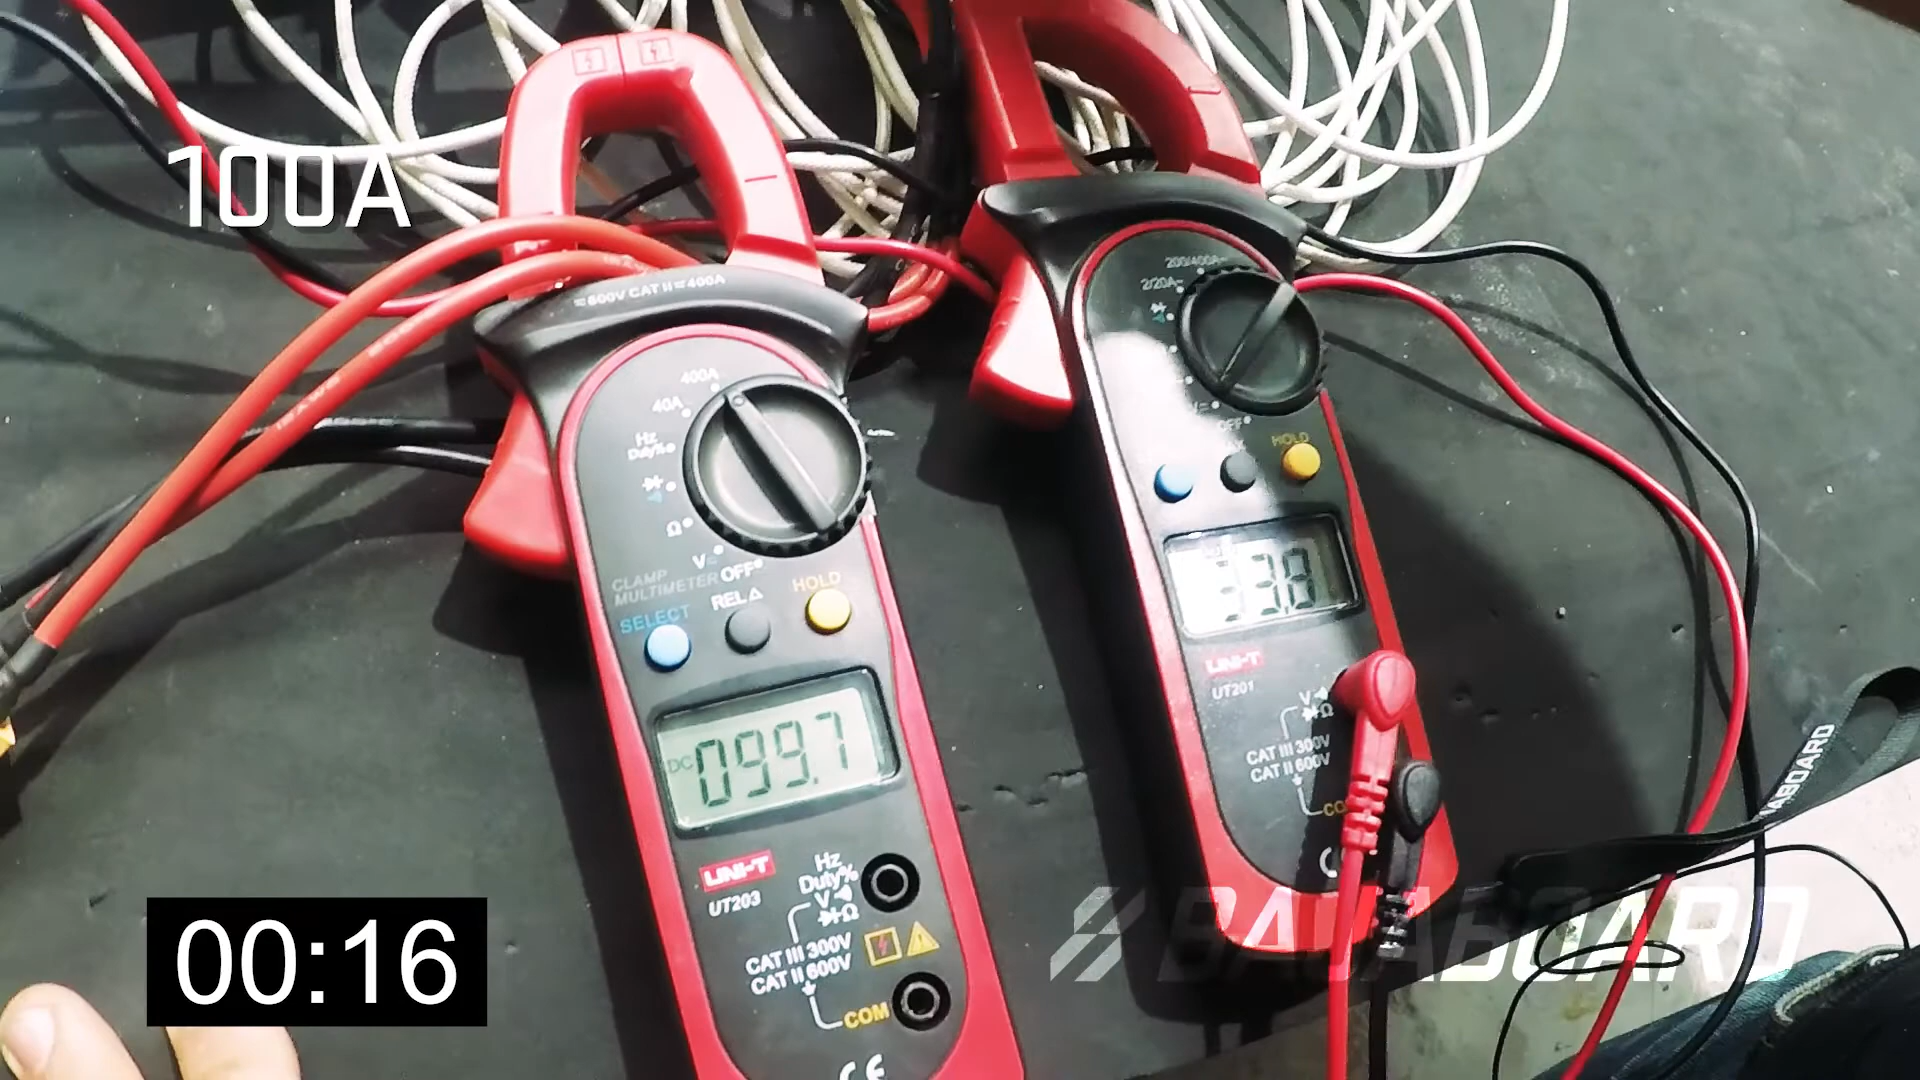 100A
≂600V CAT II ≂400A
400A
40A
Hz
Duty%
Ω
V≂
OFF
CLAMP
MULTIMETER
SELECT
REL △
HOLD
DC 099.7
UNI-T
UT203
Hz
Duty%
V
Ω
CAT III 300V
CAT II 600V
COM
CE
200/400A~
2/20A~
OFF
HOLD
33.8
UNI-T
UT201
V
Ω
CAT III 300V
CAT II 600V
00:16
BAJABOARD